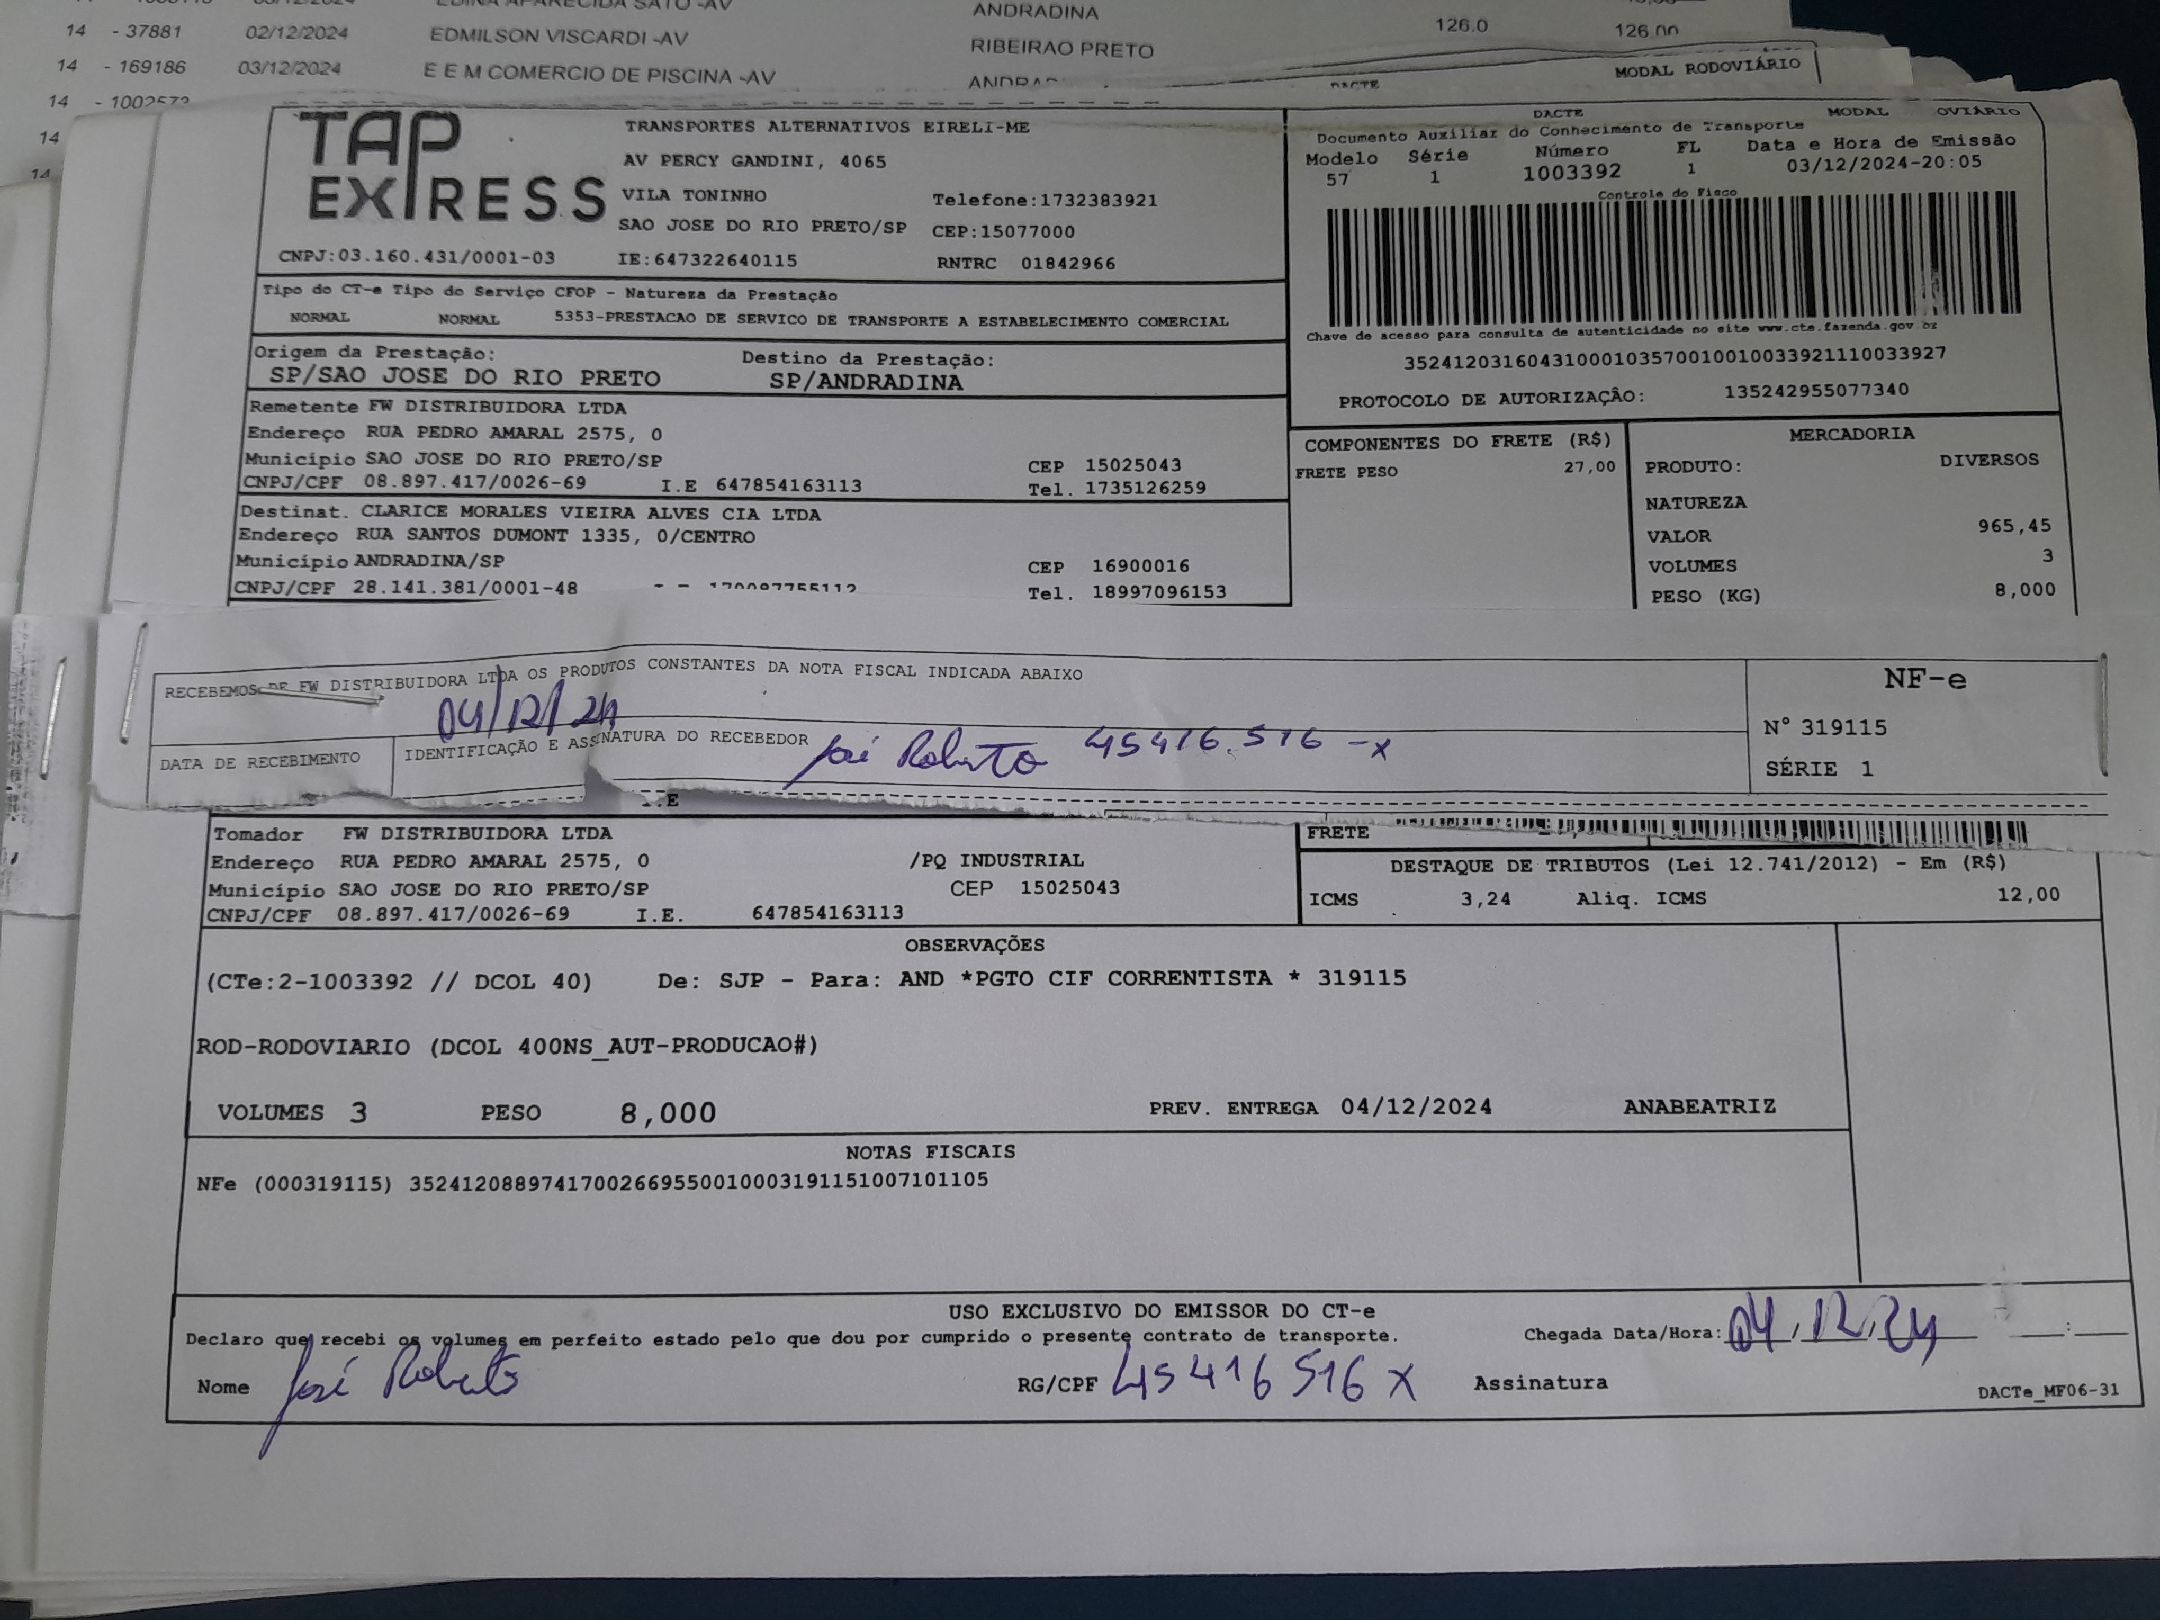 ANDRADINA
14 - 37881 02/12/2024 EDMILSON VISCARDI -AV RIBEIRAO PRETO 126.0 126.00
14 - 169186 03/12/2024 E E M COMERCIO DE PISCINA -AV
14 - 1002573
14
14
DACTE MODAL RODOVIÁRIO
TAP EXPRESS
TRANSPORTES ALTERNATIVOS EIRELI-ME
AV PERCY GANDINI, 4065
VILA TONINHO Telefone:1732383921
SAO JOSE DO RIO PRETO/SP CEP:15077000
CNPJ:03.160.431/0001-03 IE:647322640115 RNTRC 01842966
DACTE MODAL OVIÁRIO
Documento Auxiliar do Conhecimento de Transporte
Modelo Série Número FL Data e Hora de Emissão
57 1 1003392 1 03/12/2024-20:05
Controle do Fisco
Chave de acesso para consulta de autenticidade no site www.cte.fazenda.gov.br
35241203160431000103570010010033921110033927
PROTOCOLO DE AUTORIZAÇÂO: 135242955077340
Tipo do CT-e Tipo do Serviço CFOP - Natureza da Prestação
NORMAL NORMAL 5353-PRESTACAO DE SERVICO DE TRANSPORTE A ESTABELECIMENTO COMERCIAL
Origem da Prestação: Destino da Prestação:
SP/SAO JOSE DO RIO PRETO SP/ANDRADINA
Remetente FW DISTRIBUIDORA LTDA
Endereço RUA PEDRO AMARAL 2575, 0
Município SAO JOSE DO RIO PRETO/SP CEP 15025043
CNPJ/CPF 08.897.417/0026-69 I.E 647854163113 Tel. 1735126259
Destinat. CLARICE MORALES VIEIRA ALVES CIA LTDA
Endereço RUA SANTOS DUMONT 1335, 0/CENTRO
Município ANDRADINA/SP CEP 16900016
CNPJ/CPF 28.141.381/0001-48 170097755112 Tel. 18997096153
COMPONENTES DO FRETE (R$)
FRETE PESO 27,00
MERCADORIA
PRODUTO: DIVERSOS
NATUREZA
VALOR 965,45
VOLUMES 3
PESO (KG) 8,000
RECEBEMOS DE FW DISTRIBUIDORA LTDA OS PRODUTOS CONSTANTES DA NOTA FISCAL INDICADA ABAIXO
04/12/24
DATA DE RECEBIMENTO IDENTIFICAÇÃO E ASSINATURA DO RECEBEDOR José Roberto 45416.516-x
NF-e
N° 319115
SÉRIE 1
I.E
Tomador FW DISTRIBUIDORA LTDA
Endereço RUA PEDRO AMARAL 2575, 0 /PQ INDUSTRIAL
Município SAO JOSE DO RIO PRETO/SP CEP 15025043
CNPJ/CPF 08.897.417/0026-69 I.E. 647854163113
FRETE
DESTAQUE DE TRIBUTOS (Lei 12.741/2012) - Em (R$)
ICMS 3,24 Aliq. ICMS 12,00
OBSERVAÇÕES
(CTe:2-1003392 // DCOL 40) De: SJP - Para: AND *PGTO CIF CORRENTISTA * 319115
ROD-RODOVIARIO (DCOL 400NS_AUT-PRODUCAO#)
VOLUMES 3 PESO 8,000 PREV. ENTREGA 04/12/2024 ANABEATRIZ
NOTAS FISCAIS
NFe (000319115) 35241208897417002669550010003191151007101105
USO EXCLUSIVO DO EMISSOR DO CT-e
Declaro que recebi os volumes em perfeito estado pelo que dou por cumprido o presente contrato de transporte. Chegada Data/Hora: 04/12/24 :
Nome José Roberto RG/CPF 45416516 X Assinatura
DACTe_MF06-31